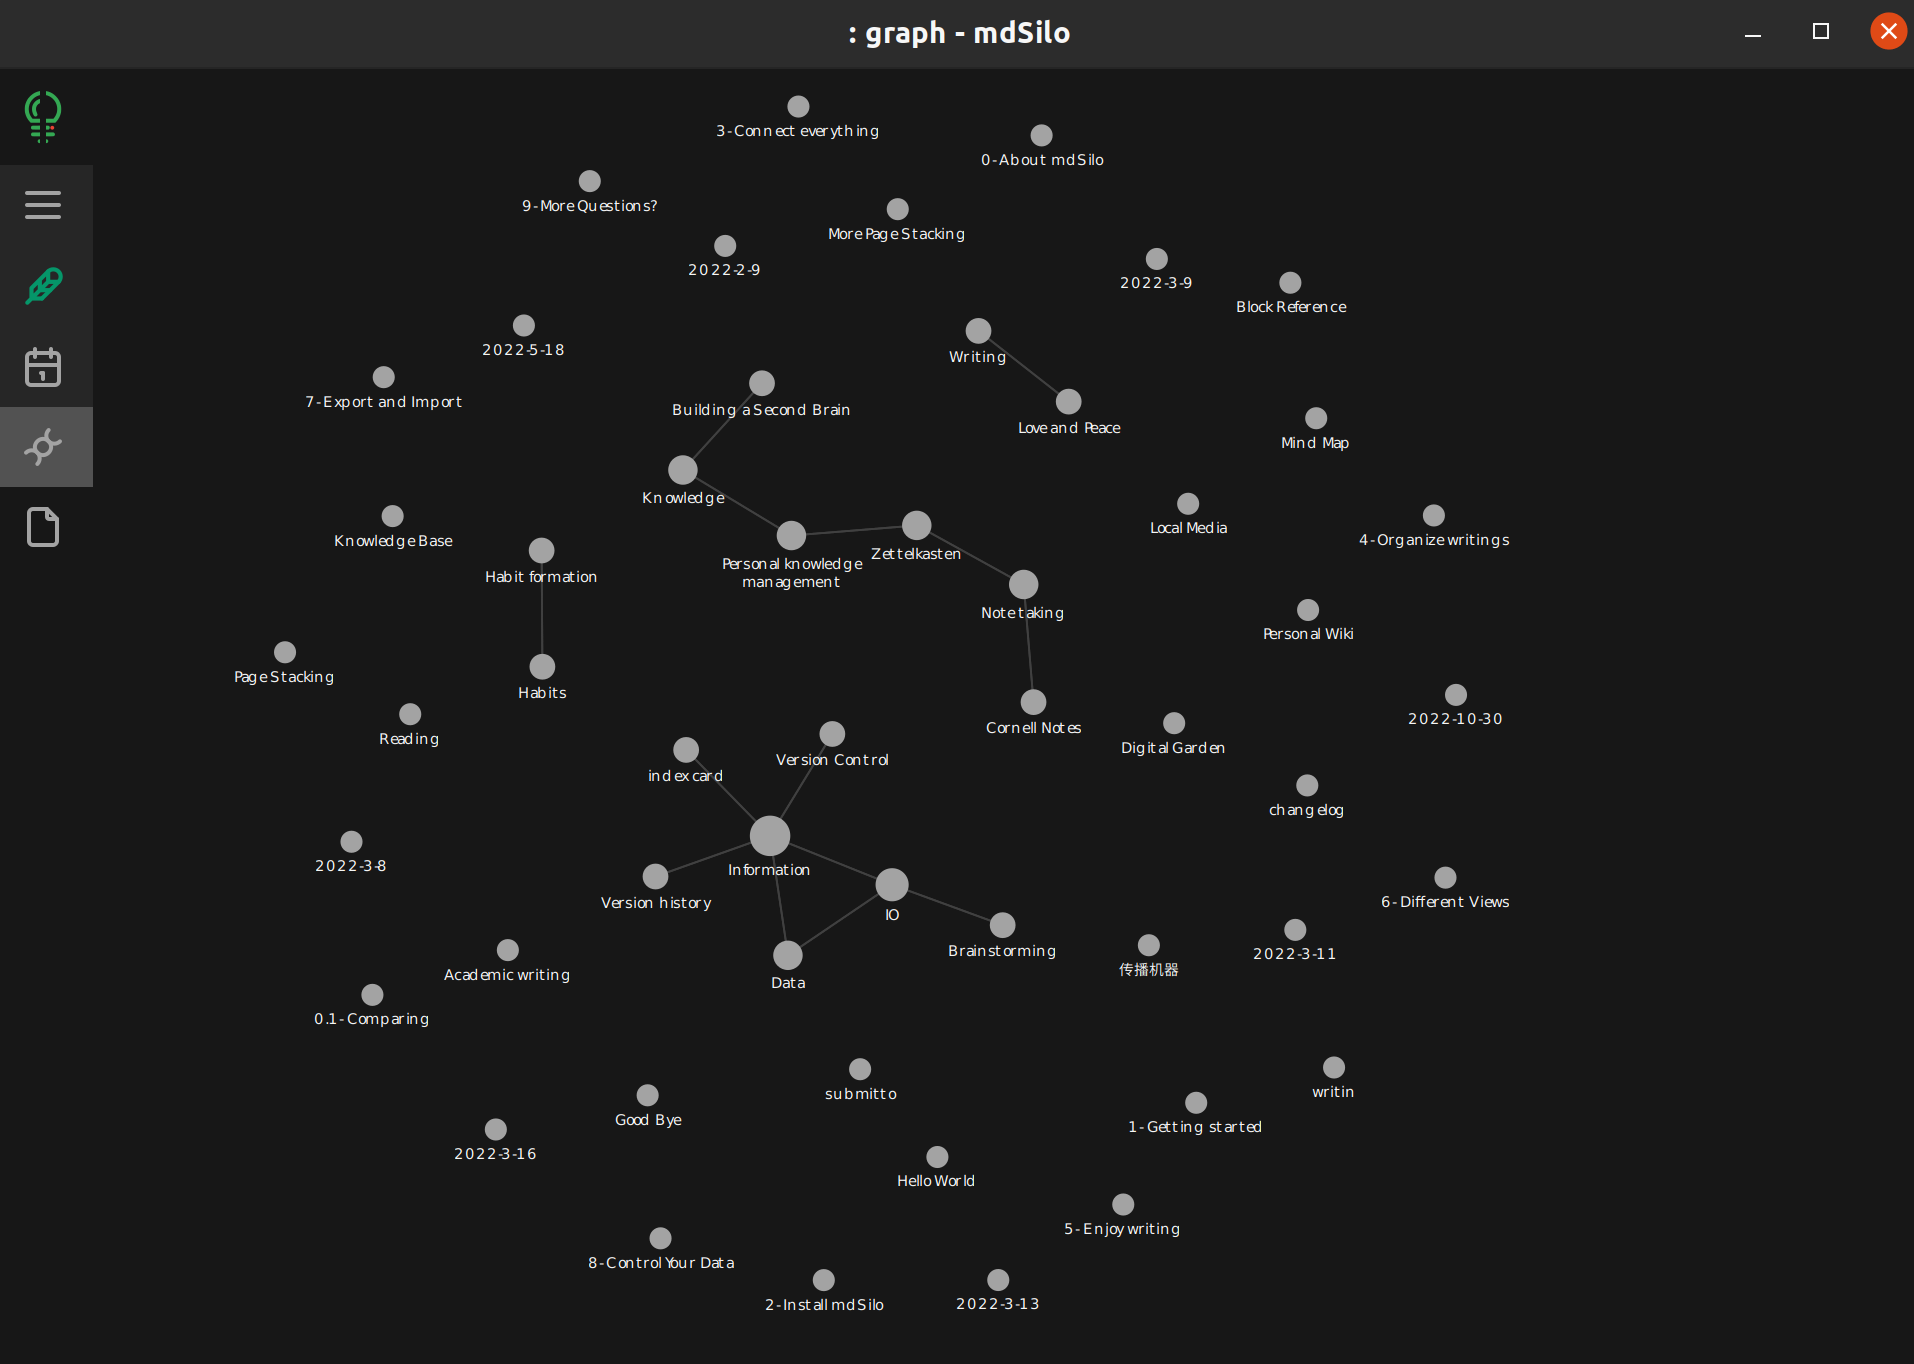 : graph - mdSilo
3-Connect everything
0-About mdSilo
9-More Questions?
More Page Stacking
2022-2-9
2022-3-9
Block Reference
2022-5-18
Writing
7-Export and Import
Building a Second Brain
Love and Peace
Mind Map
Knowledge
Local Media
4-Organize writings
Knowledge Base
Zettelkasten
Personal knowledge
management
Habit formation
Note taking
Personal Wiki
Page Stacking
Habits
2022-10-30
Cornell Notes
Reading
Digital Garden
Version Control
index card
changelog
2022-3-8
Information
Version history
6-Different Views
IO
Brainstorming
2022-3-11
传播机器
Academic writing
Data
0.1-Comparing
writin
submitto
Good Bye
1-Getting started
2022-3-16
Hello World
5-Enjoy writing
8-Control Your Data
2-Install mdSilo
2022-3-13